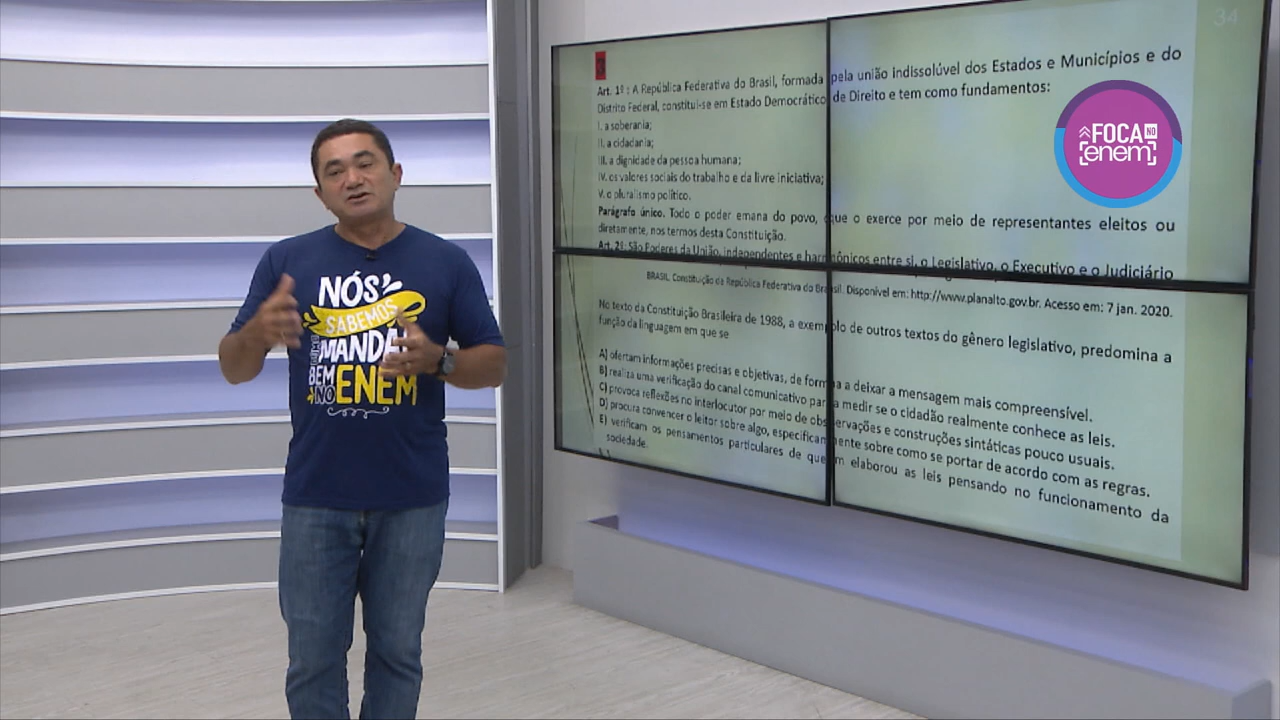 34
Art. 1º : A República Federativa do Brasil, formada pela união indissolúvel dos Estados e Municípios e do
Distrito Federal, constitui-se em Estado Democrático de Direito e tem como fundamentos:
I. a soberania;
II. a cidadania;
III. a dignidade da pessoa humana;
IV. os valores sociais do trabalho e da livre iniciativa;
V. o pluralismo político.
Parágrafo único. Todo o poder emana do povo, que o exerce por meio de representantes eleitos ou
diretamente, nos termos desta Constituição.
Art. 2º: São Poderes da União, independentes e harmônicos entre si, o Legislativo, o Executivo e o Judiciário
BRASIL. Constituição da República Federativa do Brasil. Disponível em: http://www.planalto.gov.br. Acesso em: 7 jan. 2020.
No texto da Constituição Brasileira de 1988, a exemplo de outros textos do gênero legislativo, predomina a
função da linguagem em que se
A) ofertam informações precisas e objetivas, de forma a deixar a mensagem mais compreensível.
B) realiza uma verificação do canal comunicativo para medir se o cidadão realmente conhece as leis.
C) provoca reflexões no interlocutor por meio de observações e construções sintáticas pouco usuais.
D) procura convencer o leitor sobre algo, especificamente sobre como se portar de acordo com as regras.
E) verificam os pensamentos particulares de quem elaborou as leis pensando no funcionamento da
sociedade.
FOCA NO
enem
NÓS
SABEMOS
COMO
MANDAR
BEM
NO ENEM